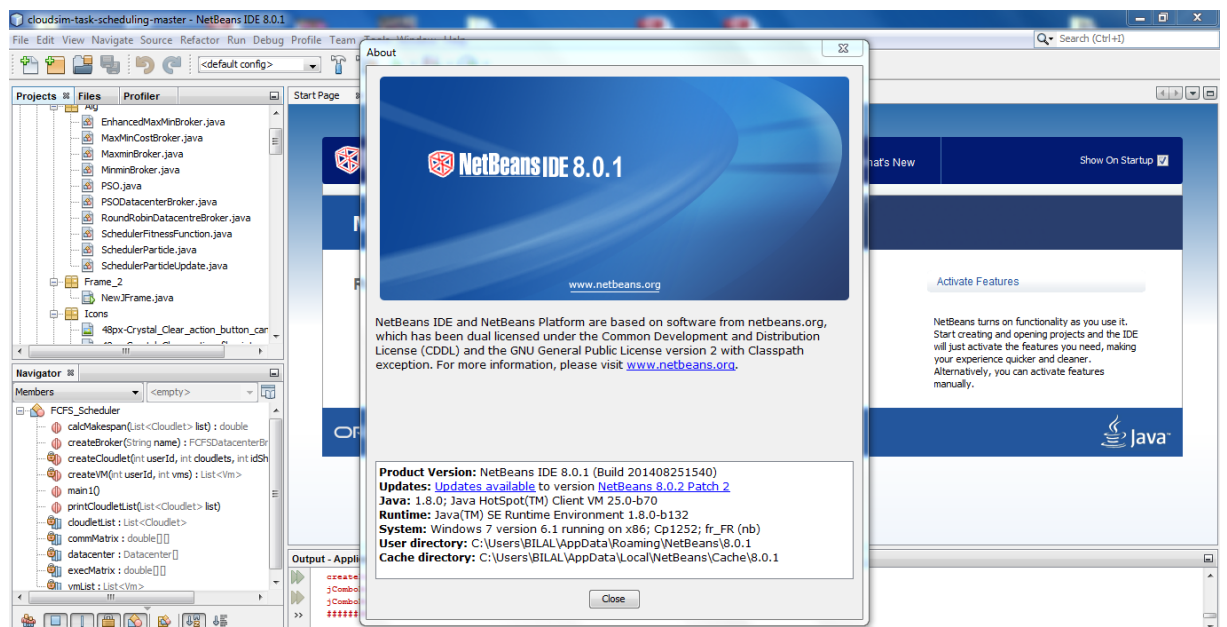 cloudsim-task-scheduling-master - NetBeans IDE 8.0.1
File Edit View Navigate Source Refactor Run Debug Profile Team Tools Window Help
Search (Ctrl+I)
<default config>
Projects Files Profiler
Start Page
Alg
EnhancedMaxMinBroker.java
MaxMinCostBroker.java
MaxminBroker.java
MinminBroker.java
PSO.java
PSODatacenterBroker.java
RoundRobinDatacentreBroker.java
SchedulerFitnessFunction.java
SchedulerParticle.java
SchedulerParticleUpdate.java
Frame_2
NewJFrame.java
Icons
48px-Crystal_Clear_action_button_can
Navigator
Members
<empty>
FCFS_Scheduler
calcMakespan(List<Cloudlet> list) : double
createBroker(String name) : FCFSDatacenterBr
createCloudlet(int userId, int cloudlets, int idSh
createVM(int userId, int vms) : List<Vm>
main1()
printCloudletList(List<Cloudlet> list)
cloudletList : List<Cloudlet>
commMatrix : double[][]
datacenter : Datacenter[]
execMatrix : double[][]
vmList : List<Vm>
About
NetBeans IDE 8.0.1
www.netbeans.org
NetBeans IDE and NetBeans Platform are based on software from netbeans.org,
which has been dual licensed under the Common Development and Distribution
License (CDDL) and the GNU General Public License version 2 with Classpath
exception. For more information, please visit www.netbeans.org.
Product Version: NetBeans IDE 8.0.1 (Build 201408251540)
Updates: Updates available to version NetBeans 8.0.2 Patch 2
Java: 1.8.0; Java HotSpot(TM) Client VM 25.0-b70
Runtime: Java(TM) SE Runtime Environment 1.8.0-b132
System: Windows 7 version 6.1 running on x86; Cp1252; fr_FR (nb)
User directory: C:\Users\BILAL\AppData\Roaming\NetBeans\8.0.1
Cache directory: C:\Users\BILAL\AppData\Local\NetBeans\Cache\8.0.1
Close
hat's New
Show On Startup
Activate Features
NetBeans turns on functionality as you use it.
Start creating and opening projects and the IDE
will just activate the features you need, making
your experience quicker and cleaner.
Alternatively, you can activate features
manually.
OR
Java
Output - Appli
create
jCombo
jCombo
######